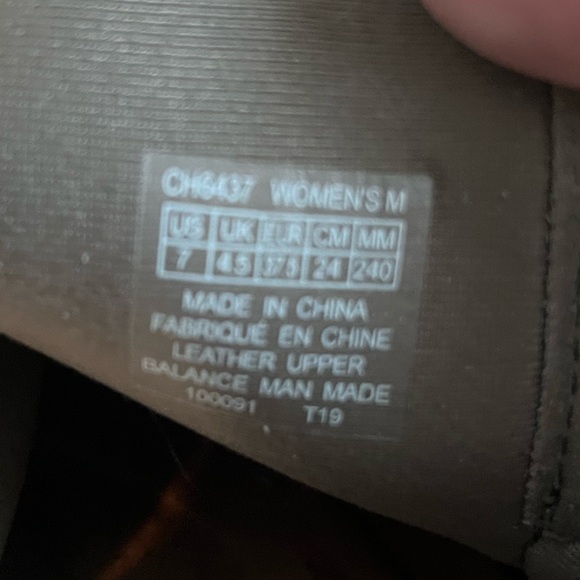 CH6437 WOMEN'S M
US UK EUR CM MM
7 4.5 37.5 24 240
MADE IN CHINA
FABRIQUÉ EN CHINE
LEATHER UPPER
BALANCE MAN MADE
100091 T19